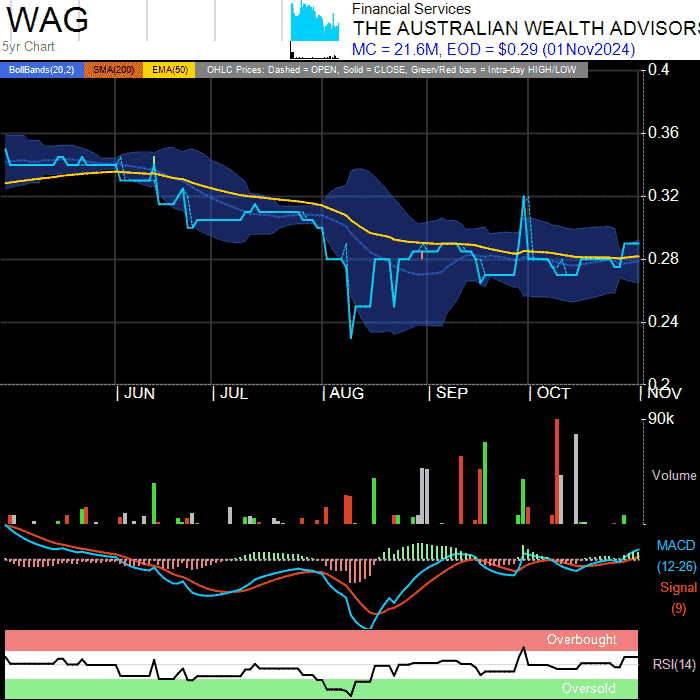 WAG
5yr Chart
Financial Services
THE AUSTRALIAN WEALTH ADVISORS
MC = 21.6M, EOD = $0.29 (01Nov2024)
BollBands(20,2) SMA(200) EMA(50) OHLC Prices: Dashed = OPEN, Solid = CLOSE, Green/Red bars = Intra-day HIGH/LOW
0.4
0.36
0.32
0.28
0.24
0.2
JUN JUL AUG SEP OCT NOV
90k
Volume
MACD
(12-26)
Signal
(9)
Overbought
RSI(14)
Oversold